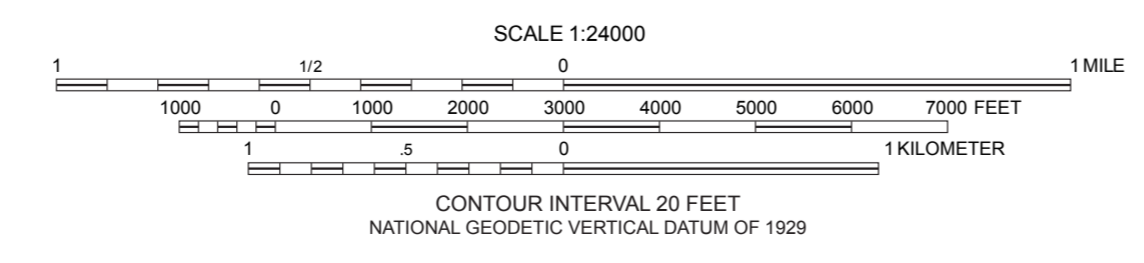 SCALE 1:24000
1 1/2 0 1 MILE
1000 0 1000 2000 3000 4000 5000 6000 7000 FEET
1 .5 0 1 KILOMETER
CONTOUR INTERVAL 20 FEET
NATIONAL GEODETIC VERTICAL DATUM OF 1929